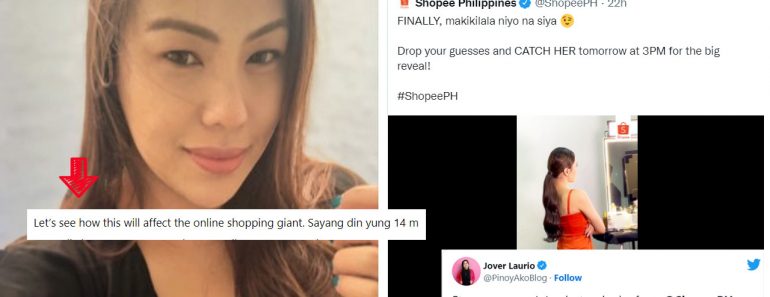 Let's see how this will affect the online shopping giant. Sayang din yung 14 m
Shopee Philippines @ShopeePH · 22h
FINALLY, makikilala niyo na siya 😉
Drop your guesses and CATCH HER tomorrow at 3PM for the big
reveal!
#ShopeePH
Shopee
Jover Laurio
@PinoyAkoBlog · Follow